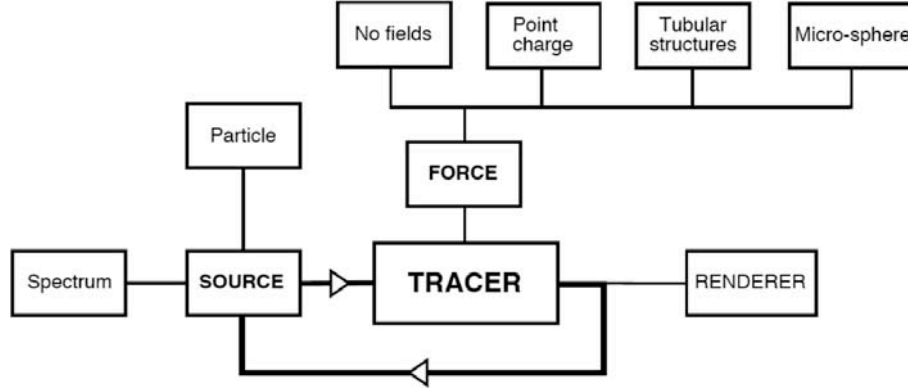 No fields
Point
charge
Tubular
structures
Micro-sphere
Particle
FORCE
Spectrum
SOURCE
TRACER
RENDERER